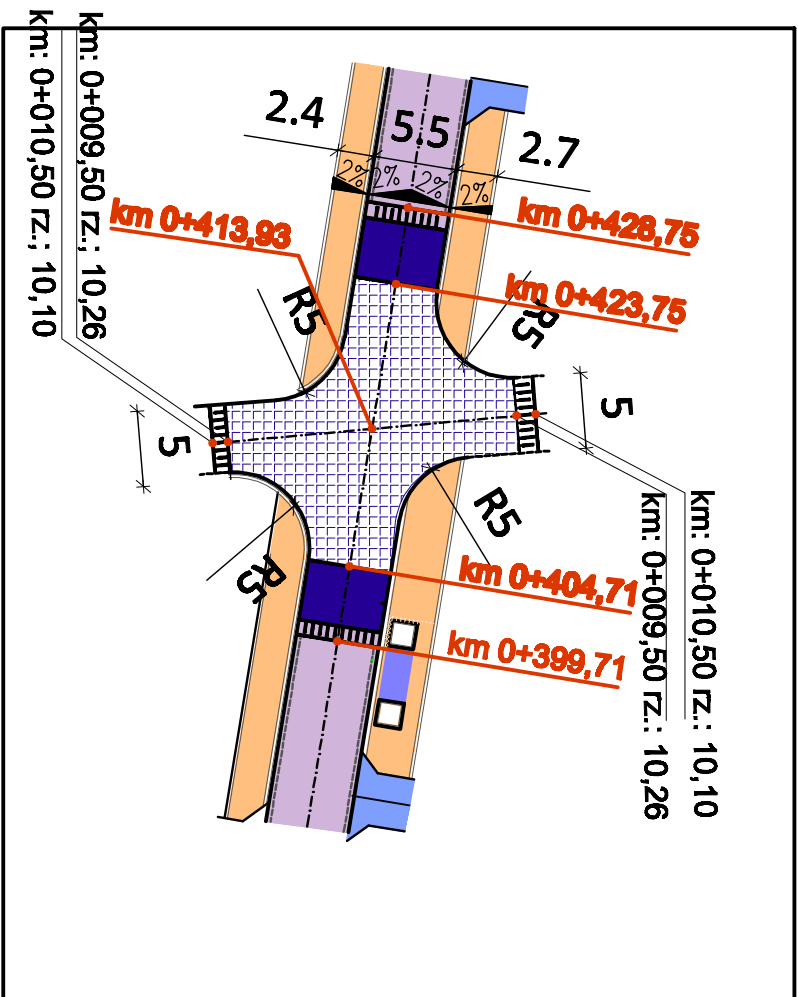 km: 0+009,50 rz.; 10,26
km: 0+010,50 rz.; 10,10
2.4
5.5
2.7
2%
2%
2%
2%
km 0+413,93
km 0+428,75
km 0+423,75
R5
R5
5
5
R5
R5
km: 0+010,50 rz.: 10,10
km: 0+009,50 rz.: 10,26
km 0+404,71
km 0+399,71